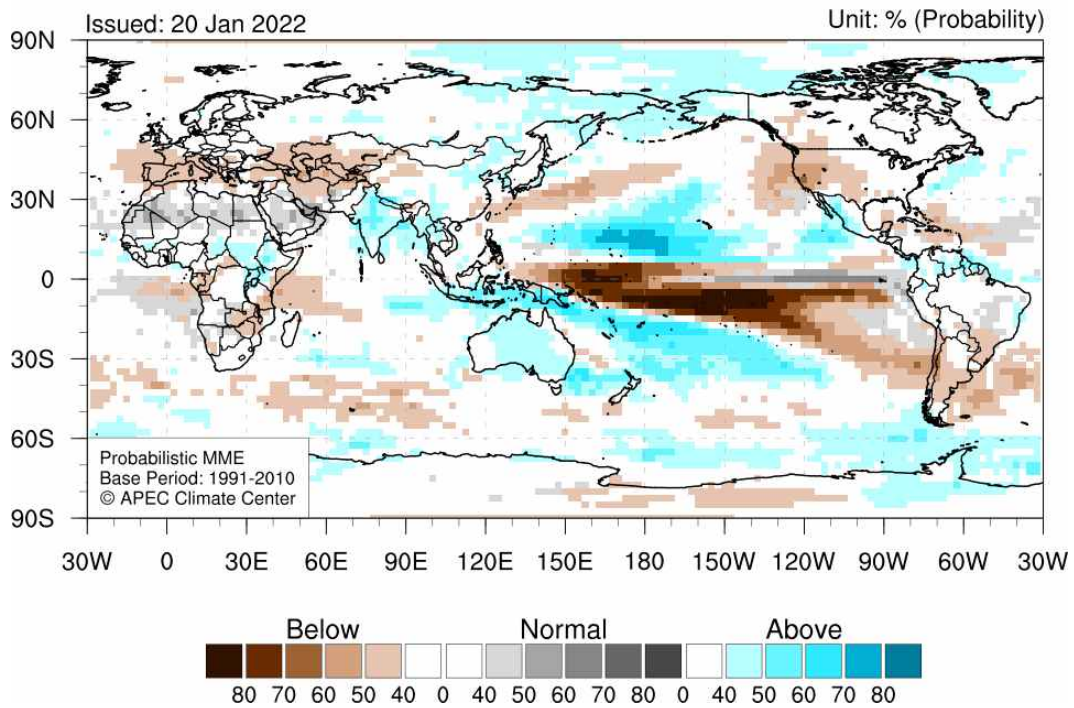 Issued: 20 Jan 2022 Unit: % (Probability)
90N
60N
30N
0
30S
60S
90S
Probabilistic MME
Base Period: 1991-2010
© APEC Climate Center
30W 0 30E 60E 90E 120E 150E 180 150W 120W 90W 60W 30W
Below Normal Above
80 70 60 50 40 0 40 50 60 70 80 0 40 50 60 70 80